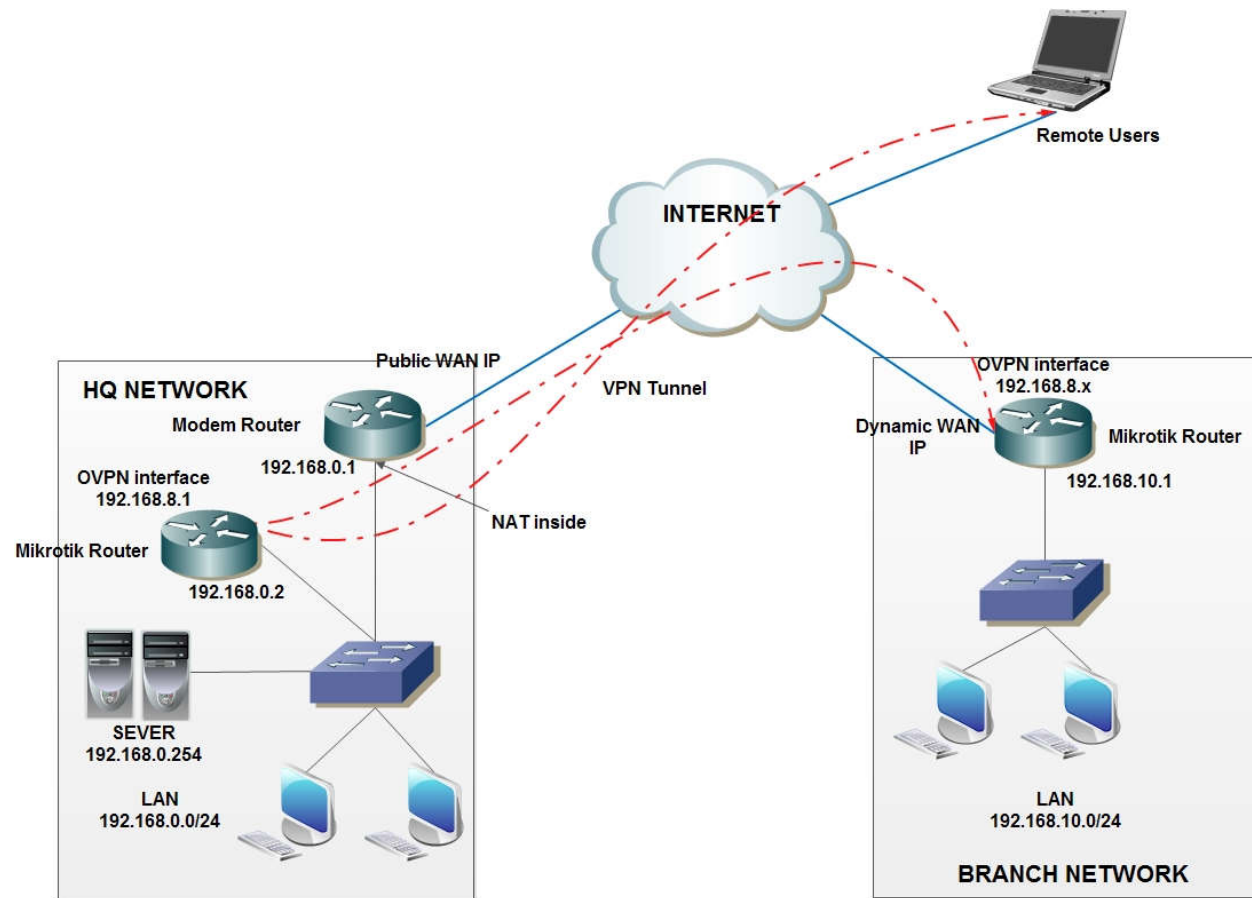 Remote Users
INTERNET
Public WAN IP
HQ NETWORK
Modem Router
VPN Tunnel
OVPN interface
192.168.8.x
Dynamic WAN
IP
Mikrotik Router
192.168.10.1
192.168.0.1
OVPN interface
192.168.8.1
NAT inside
Mikrotik Router
192.168.0.2
SEVER
192.168.0.254
LAN
192.168.0.0/24
LAN
192.168.10.0/24
BRANCH NETWORK